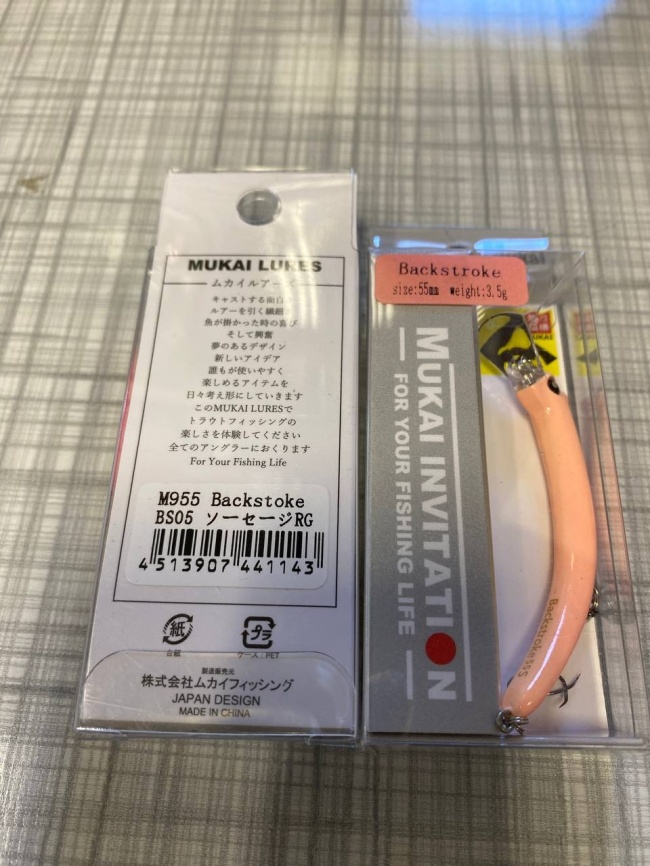 MUKAI LURES
ムカイルアーズ
キャストする面白
ルアーを引く繊細
魚が掛かった時の喜び
そして興奮
夢のあるデザイン
新しいアイデア
誰もが使いやすく
楽しめるアイテムを
日々考え形にしていきます
このMUKAI LURESで
トラウトフィッシングの
楽しさを体験してください
全てのアングラーにおくります
For Your Fishing Life
M955 Backstoke
BS05 ソーセージRG
4 513907 441143
紙
台紙
プラ
ケース:PET
製造販売元
株式会社ムカイフィッシング
JAPAN DESIGN
MADE IN CHINA
Backstroke
size:55mm weight:3.5g
MUKAI INVITATION
FOR YOUR FISHING LIFE
MUKAI
Backstroke55S